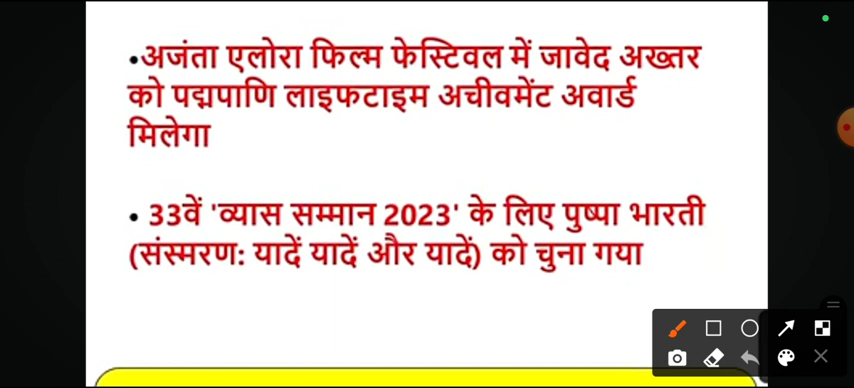 •अजंता एलोरा फिल्म फेस्टिवल में जावेद अख्तर
को पद्मपाणि लाइफटाइम अचीवमेंट अवार्ड
मिलेगा
• 33वें 'व्यास सम्मान 2023' के लिए पुष्पा भारती
(संस्मरण: यादें यादें और यादें) को चुना गया